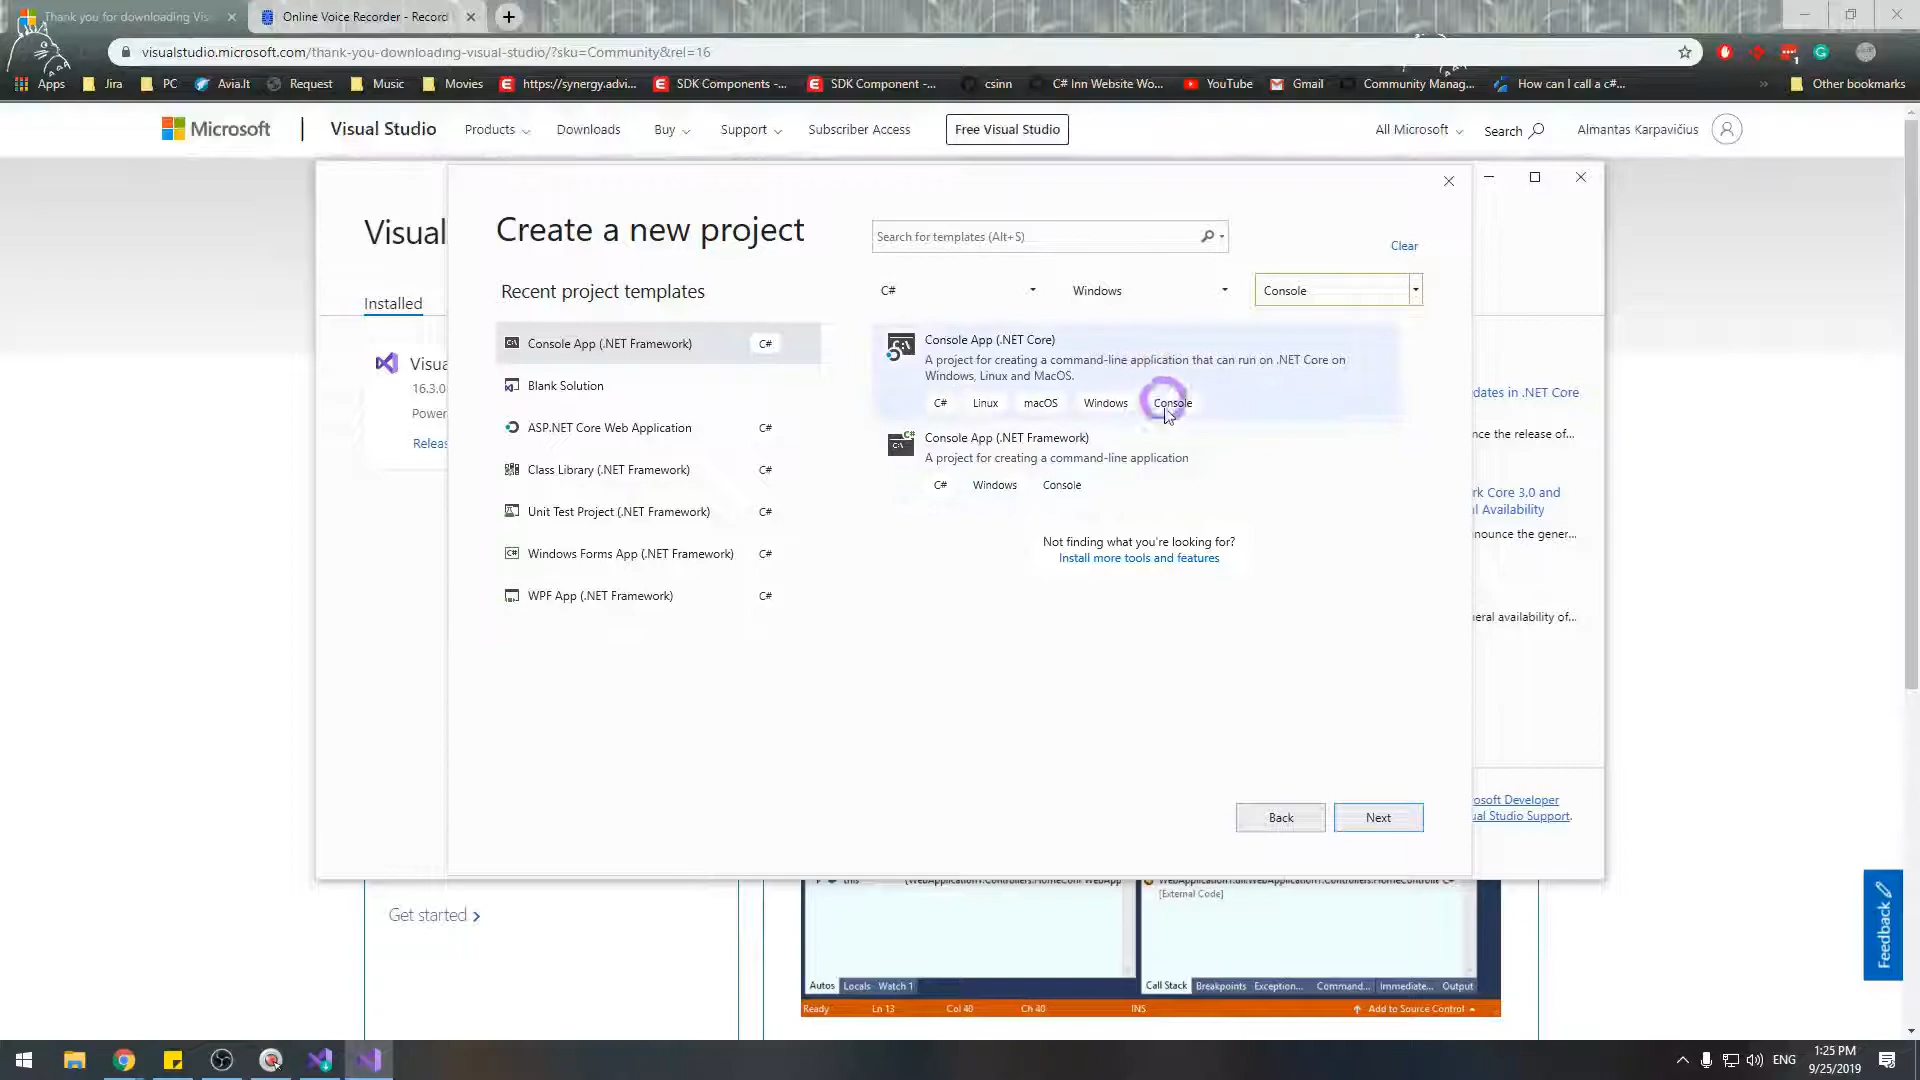 Thank you for downloading Vis
Online Voice Recorder - Record
visualstudio.microsoft.com/thank-you-downloading-visual-studio/?sku=Community&rel=16
Apps
Jira
PC
Avia.lt
Request
Music
Movies
https://synergy.advi...
SDK Components -...
SDK Component -...
csinn
C# Inn Website Wo...
YouTube
Gmail
Community Manag...
How can I call a c#...
Other bookmarks
Microsoft
Visual Studio
Products
Downloads
Buy
Support
Subscriber Access
Free Visual Studio
All Microsoft
Search
Almantas Karpavičius
Visual
Installed
Visua
16.3.0
Power
Releas
Create a new project
Search for templates (Alt+S)
Clear
C#
Windows
Console
Recent project templates
Console App (.NET Framework) C#
Blank Solution
ASP.NET Core Web Application C#
Class Library (.NET Framework) C#
Unit Test Project (.NET Framework) C#
Windows Forms App (.NET Framework) C#
WPF App (.NET Framework) C#
Console App (.NET Core)
A project for creating a command-line application that can run on .NET Core on
Windows, Linux and MacOS.
C# Linux macOS Windows Console
Console App (.NET Framework)
A project for creating a command-line application
C# Windows Console
Not finding what you're looking for?
Install more tools and features
Back
Next
dates in .NET Core
nce the release of...
rk Core 3.0 and
l Availability
nounce the gener...
neral availability of...
osoft Developer
ual Studio Support.
Get started
[External Code]
Autos Locals Watch 1
Call Stack Breakpoints Exception... Command... Immediate... Output
Ready Ln 13 Col 40 Ch 40 INS Add to Source Control
Feedback
ENG
1:25 PM
9/25/2019